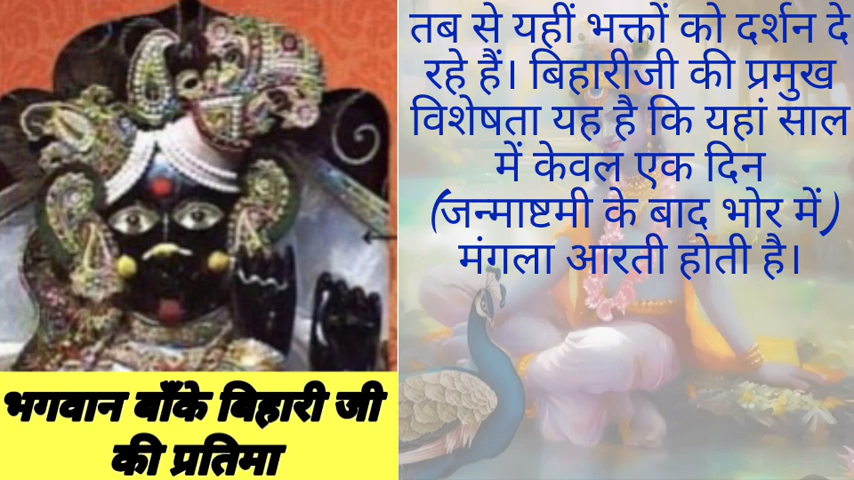 तब से यहीं भक्तों को दर्शन दे
रहे हैं। बिहारीजी की प्रमुख
विशेषता यह है कि यहां साल
में केवल एक दिन
(जन्माष्टमी के बाद भोर में)
मंगला आरती होती है।
भगवान बाँके बिहारी जी
की प्रतिमा